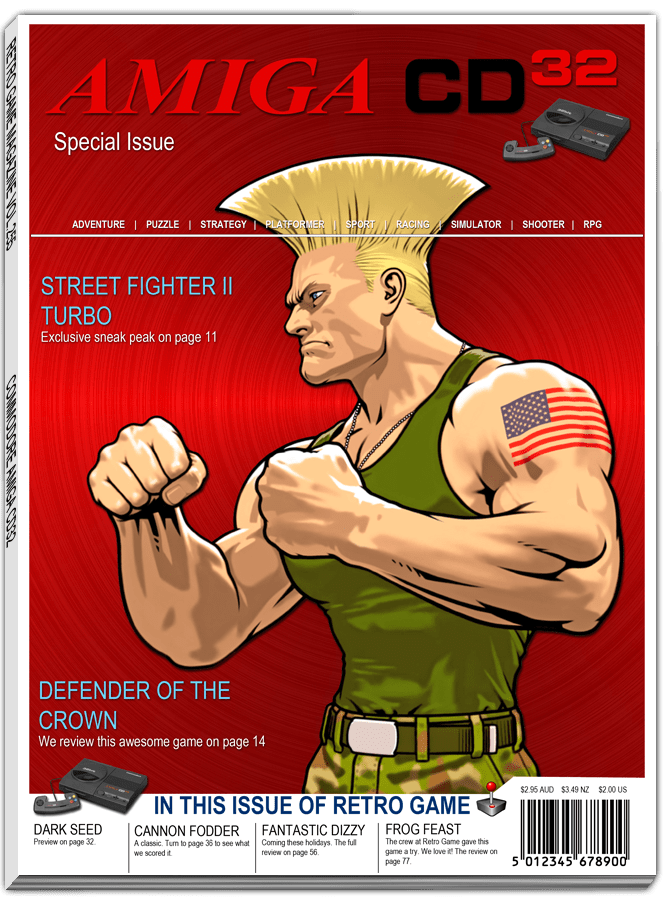 AMIGA CD32
Special Issue
ADVENTURE | PUZZLE | STRATEGY | PLATFORMER | SPORT | RACING | SIMULATOR | SHOOTER | RPG
STREET FIGHTER II
TURBO
Exclusive sneak peak on page 11
DEFENDER OF THE
CROWN
We review this awesome game on page 14
IN THIS ISSUE OF RETRO GAME
DARK SEED
Preview on page 32.
CANNON FODDER
A classic. Turn to page 36 to see what
we scored it.
FANTASTIC DIZZY
Coming these holidays. The full
review on page 56.
FROG FEAST
The crew at Retro Game gave this
game a try. We love it! The review on
page 77.
$2.95 AUD $3.49 NZ $2.00 US
5 012345 678900
RETRO GAME MAGAZINE
COMMODORE AMIGA CD32